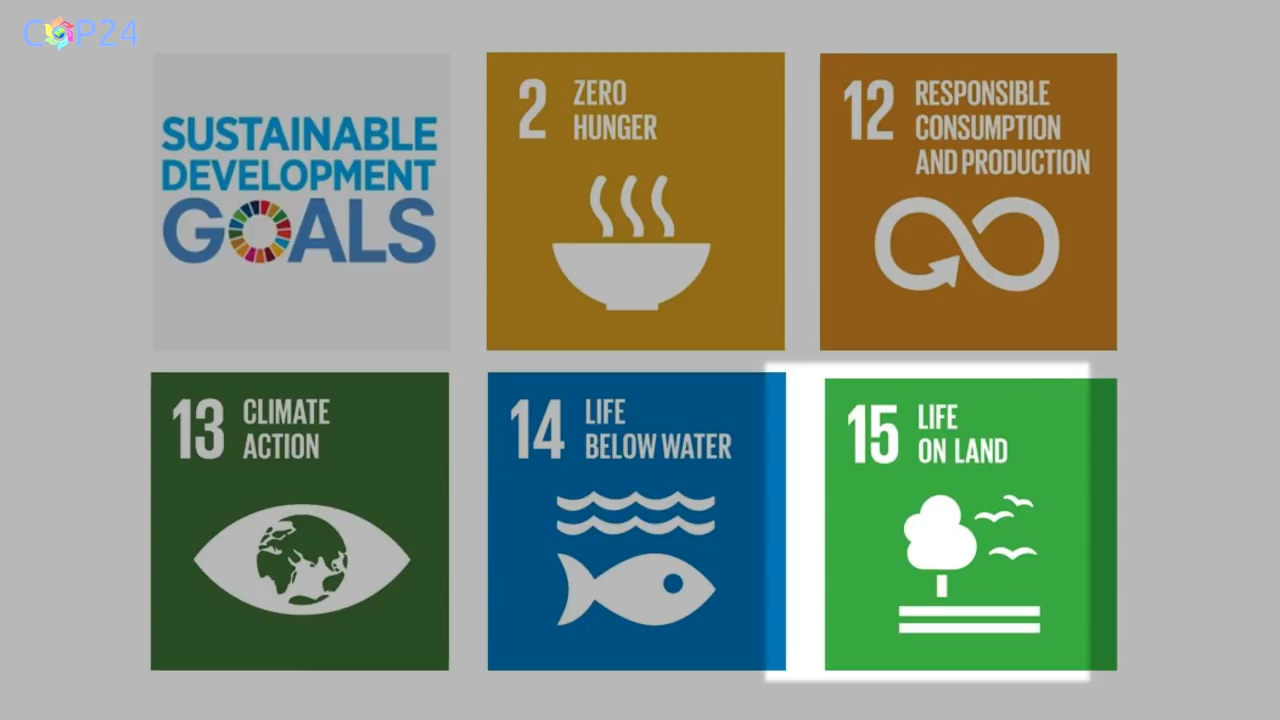 COP24
SUSTAINABLE
DEVELOPMENT
GOALS
2 ZERO
HUNGER
12 RESPONSIBLE
CONSUMPTION
AND PRODUCTION
13 CLIMATE
ACTION
14 LIFE
BELOW WATER
15 LIFE
ON LAND